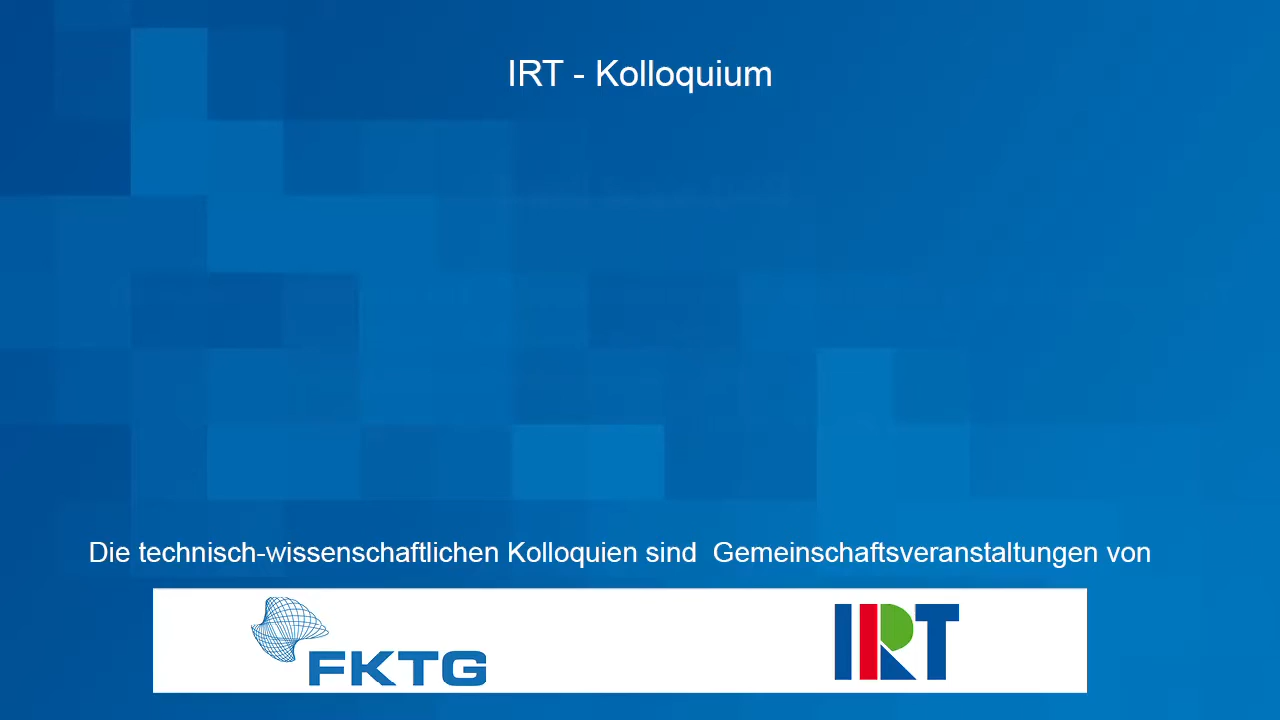 IRT - Kolloquium
Die technisch-wissenschaftlichen Kolloquien sind  Gemeinschaftsveranstaltungen von
FKTG IRT